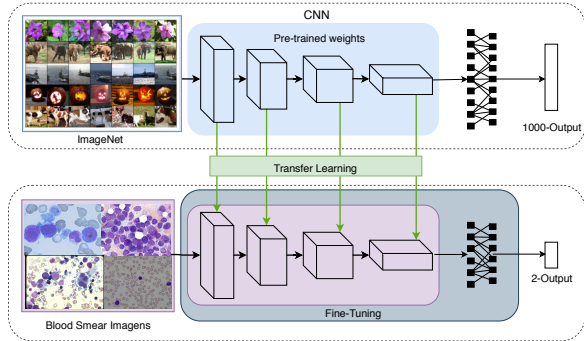 CNN
Pre-trained weights
ImageNet
1000-Output
Transfer Learning
2-Output
Fine-Tuning
Blood Smear Imagens